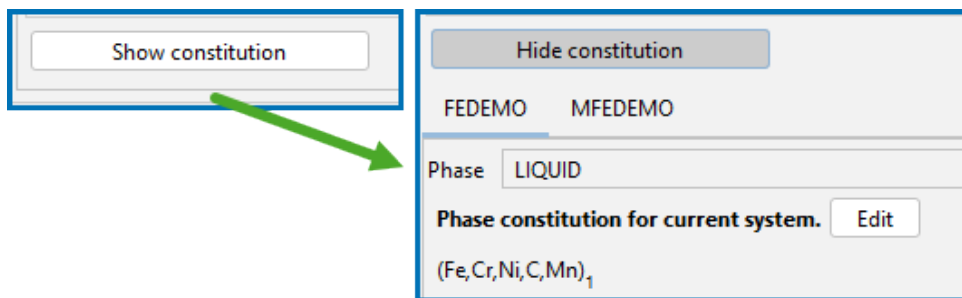 Show constitution
Hide constitution
FEDEMO MFEDEMO
Phase LIQUID
Phase constitution for current system. Edit
(Fe,Cr,Ni,C,Mn)1